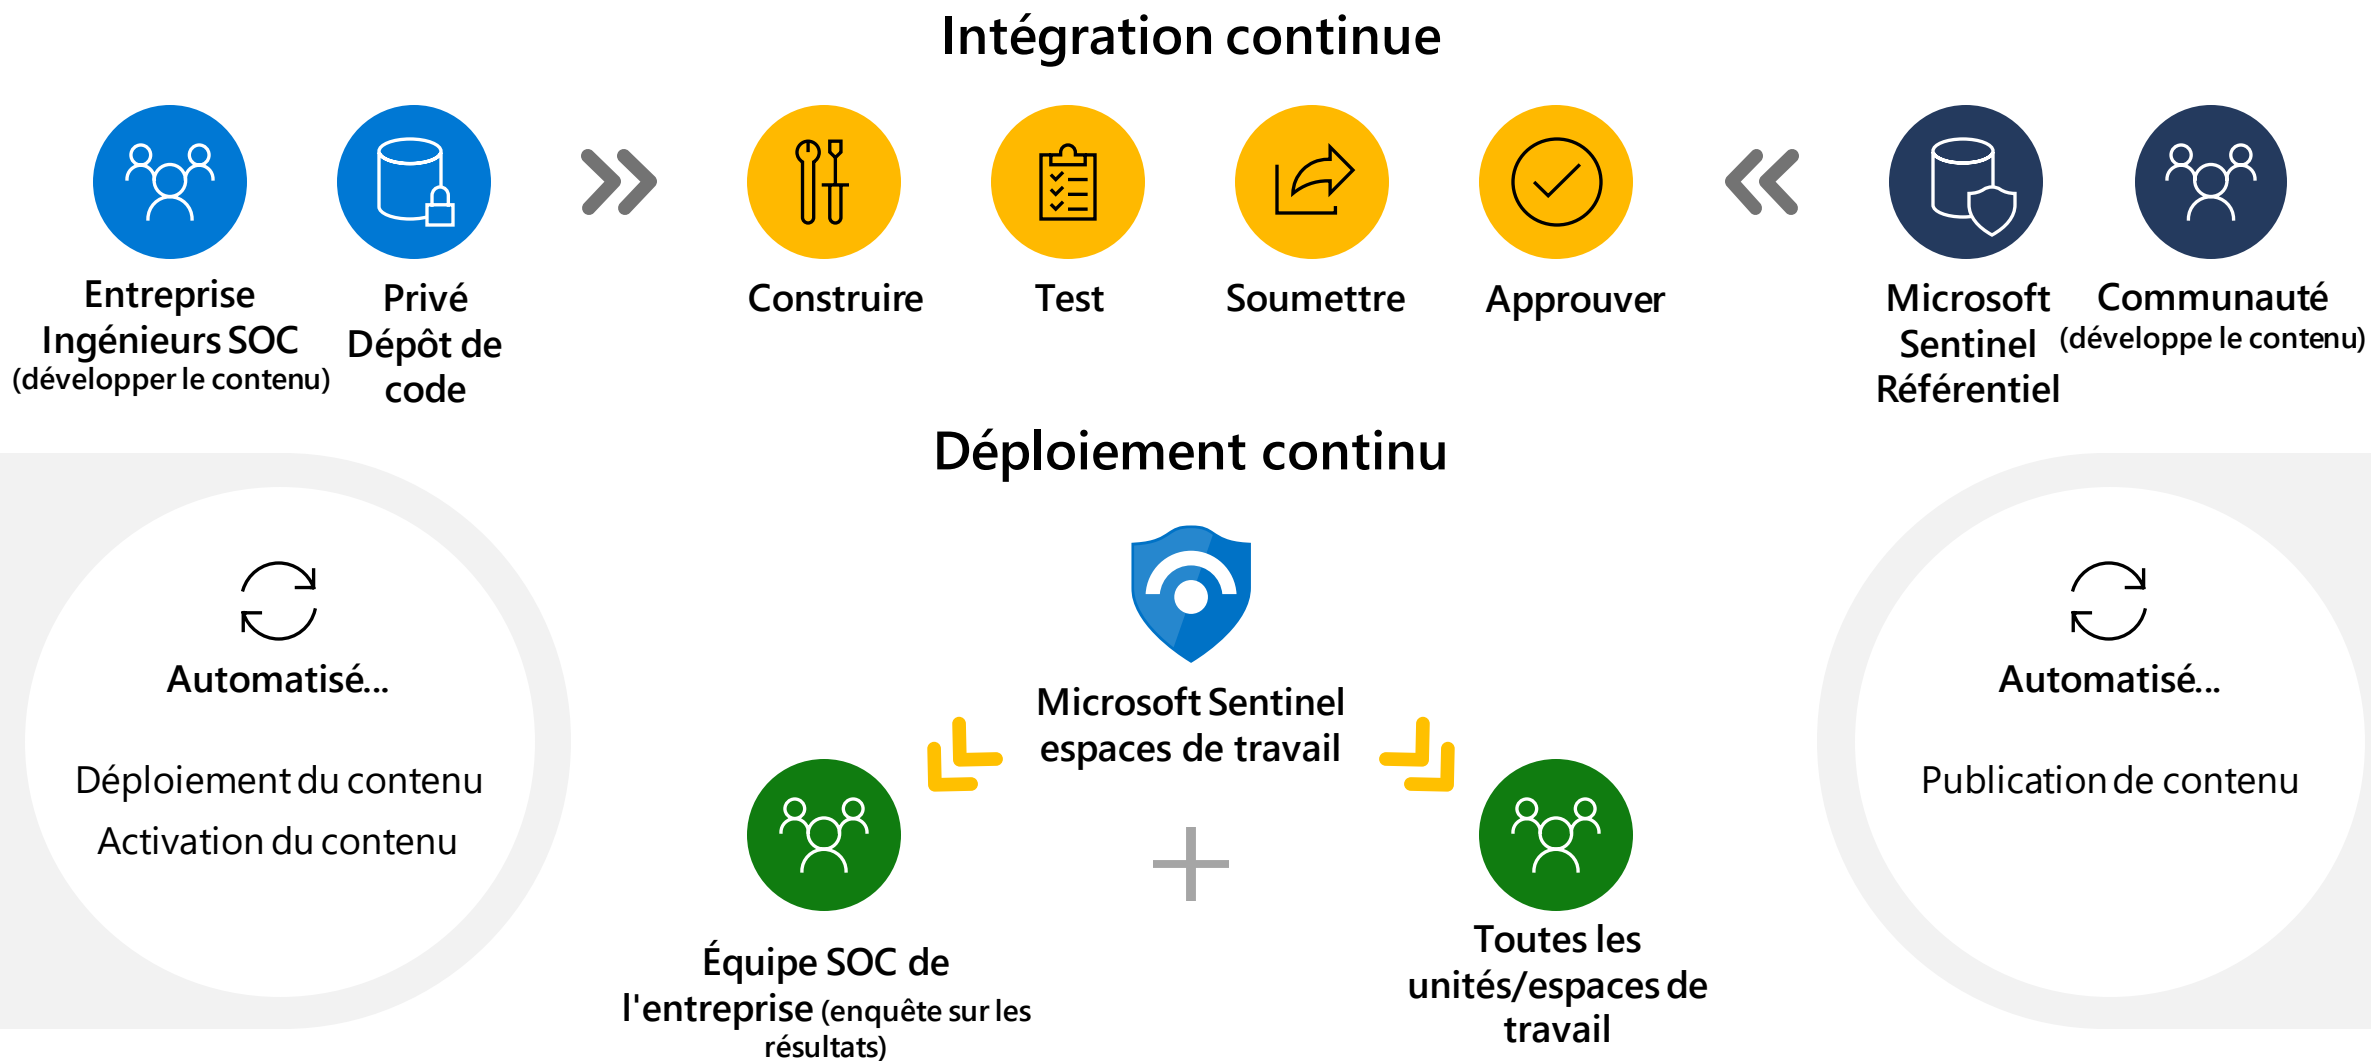 Intégration continue
Entreprise
Ingénieurs SOC
(développer le contenu)
Privé
Dépôt de
code
Construire
Test
Soumettre
Approuver
Microsoft
Sentinel
Référentiel
Communauté
(développe le contenu)
Déploiement continu
Automatisé...
Déploiement du contenu
Activation du contenu
Microsoft Sentinel
espaces de travail
Équipe SOC de
l'entreprise (enquête sur les
résultats)
Toutes les
unités/espaces de
travail
Automatisé...
Publication de contenu